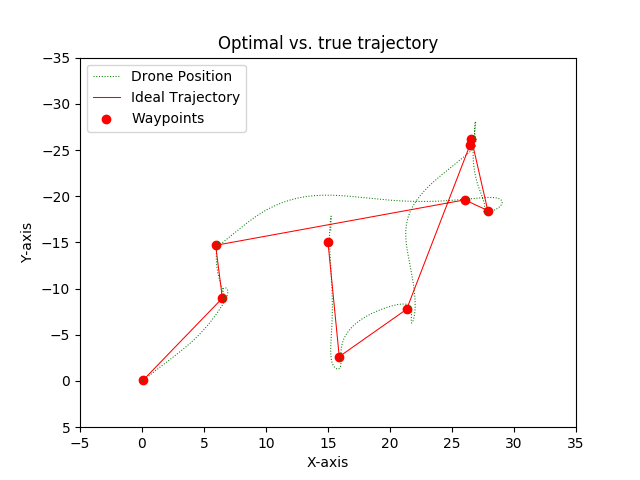 Optimal vs. true trajectory
Drone Position
Ideal Trajectory
Waypoints
−35
−30
−25
−20
−15
−10
−5
0
5
Y-axis
−5 0 5 10 15 20 25 30 35
X-axis